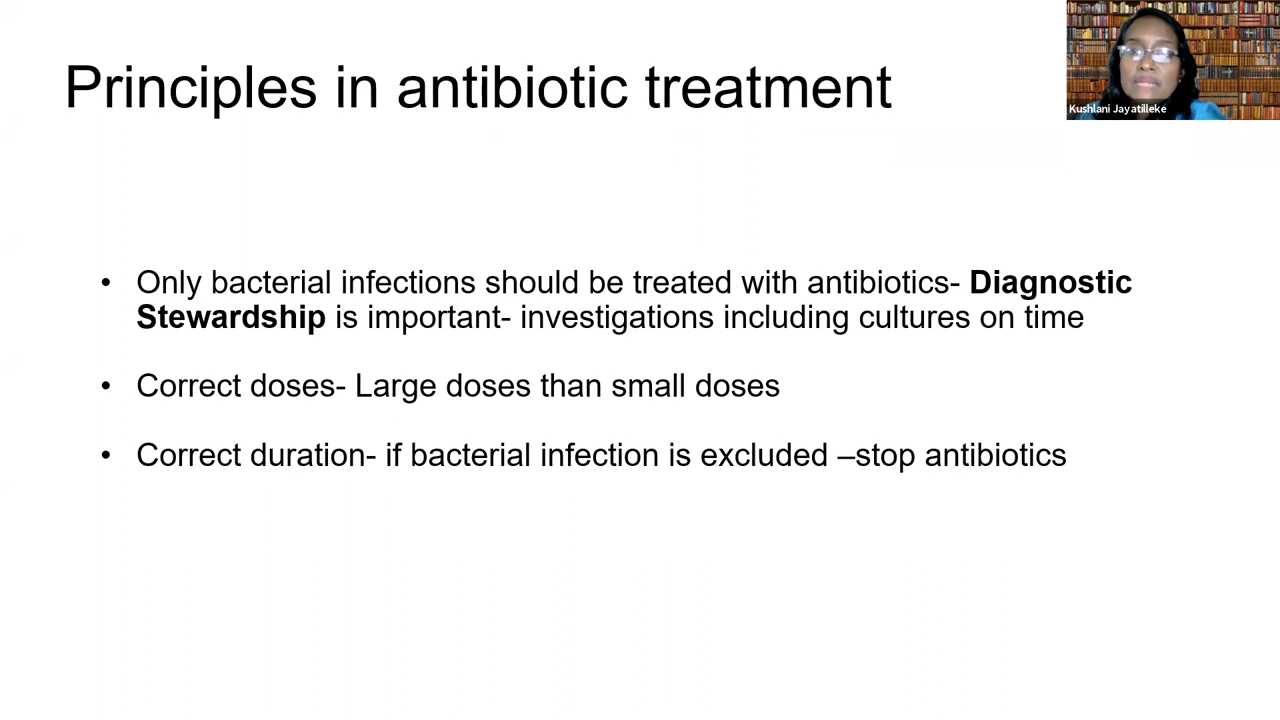 Principles in antibiotic treatment
Kushlani Jayatilleke
• Only bacterial infections should be treated with antibiotics- Diagnostic
Stewardship is important- investigations including cultures on time
• Correct doses- Large doses than small doses
• Correct duration- if bacterial infection is excluded –stop antibiotics